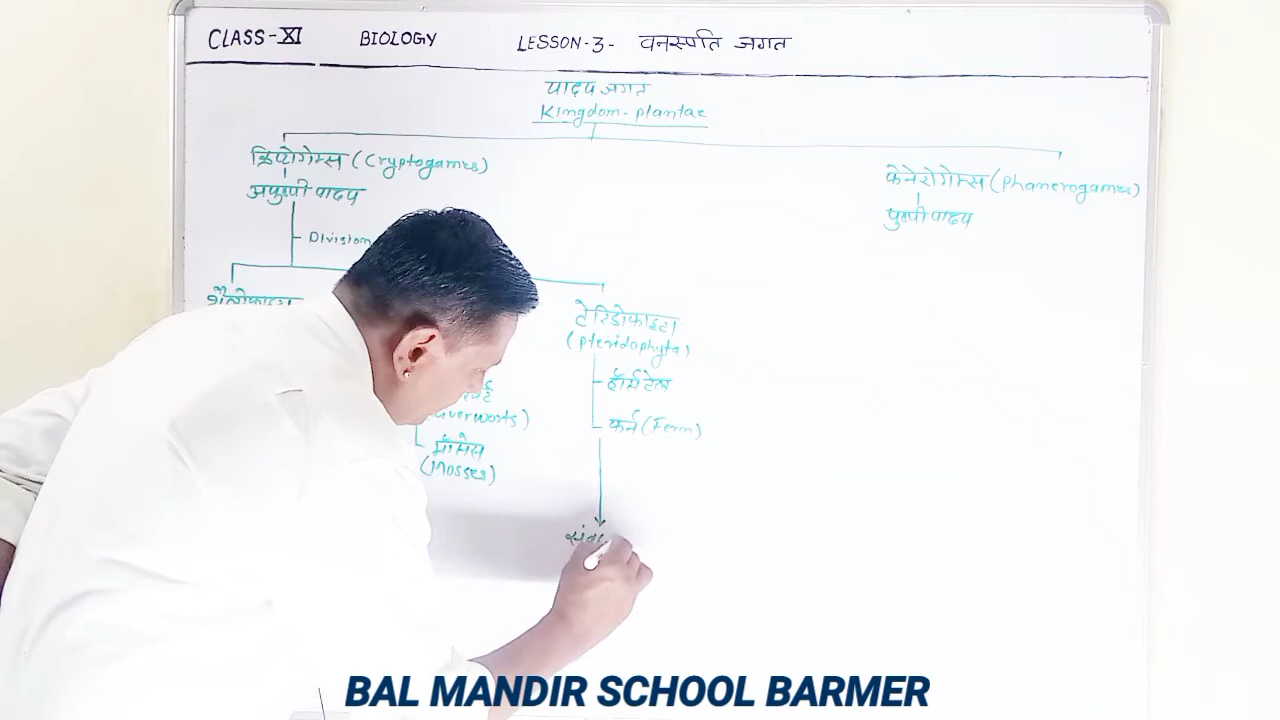 CLASS-XI BIOLOGY LESSON-3- वनस्पति जगत
पादप जगत
Kingdom-plantae
क्रिप्टोगेम्स (Cryptogames)
अपुष्पी पादप
Division
फेनेरोगेम्स (Phanerogames)
पुष्पी पादप
टेरिडोफाइटा
(Pteridophyta)
हॉर्सटेल
फर्न (Fern)
मॉसेस
(Mosses)
BAL MANDIR SCHOOL BARMER